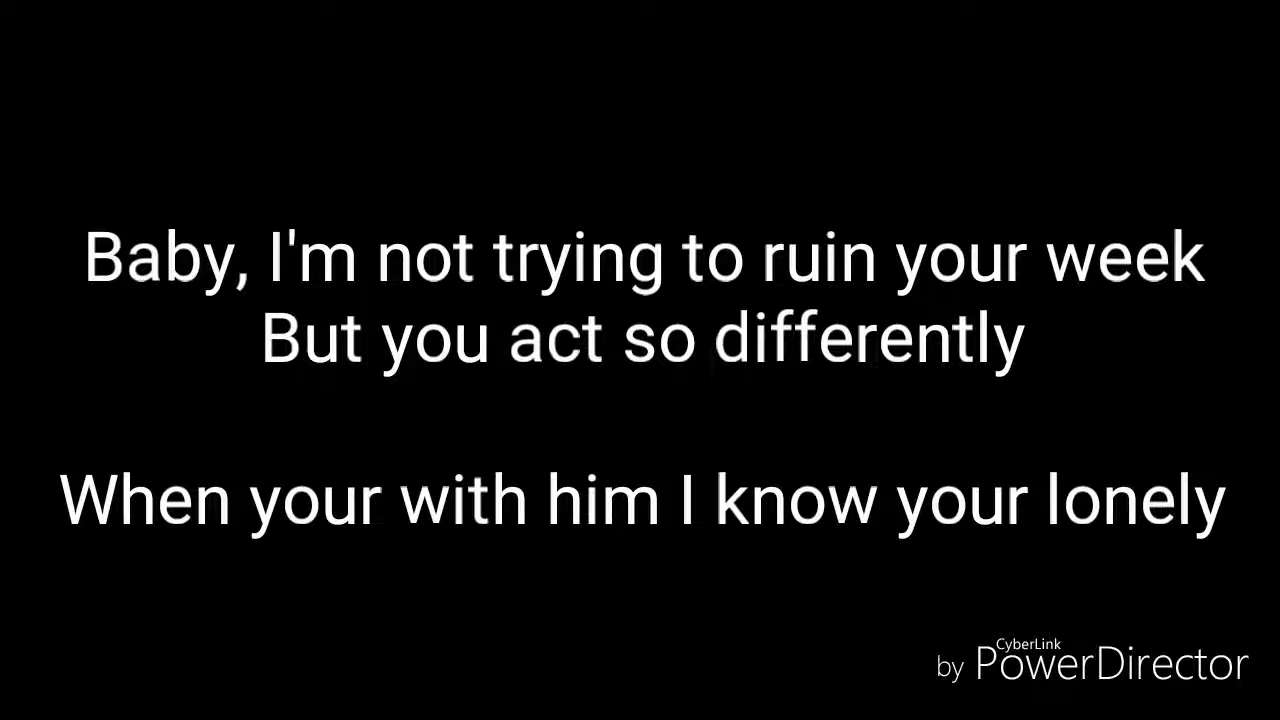 Baby, I'm not trying to ruin your week
But you act so differently
When your with him I know your lonely
CyberLink
by PowerDirector